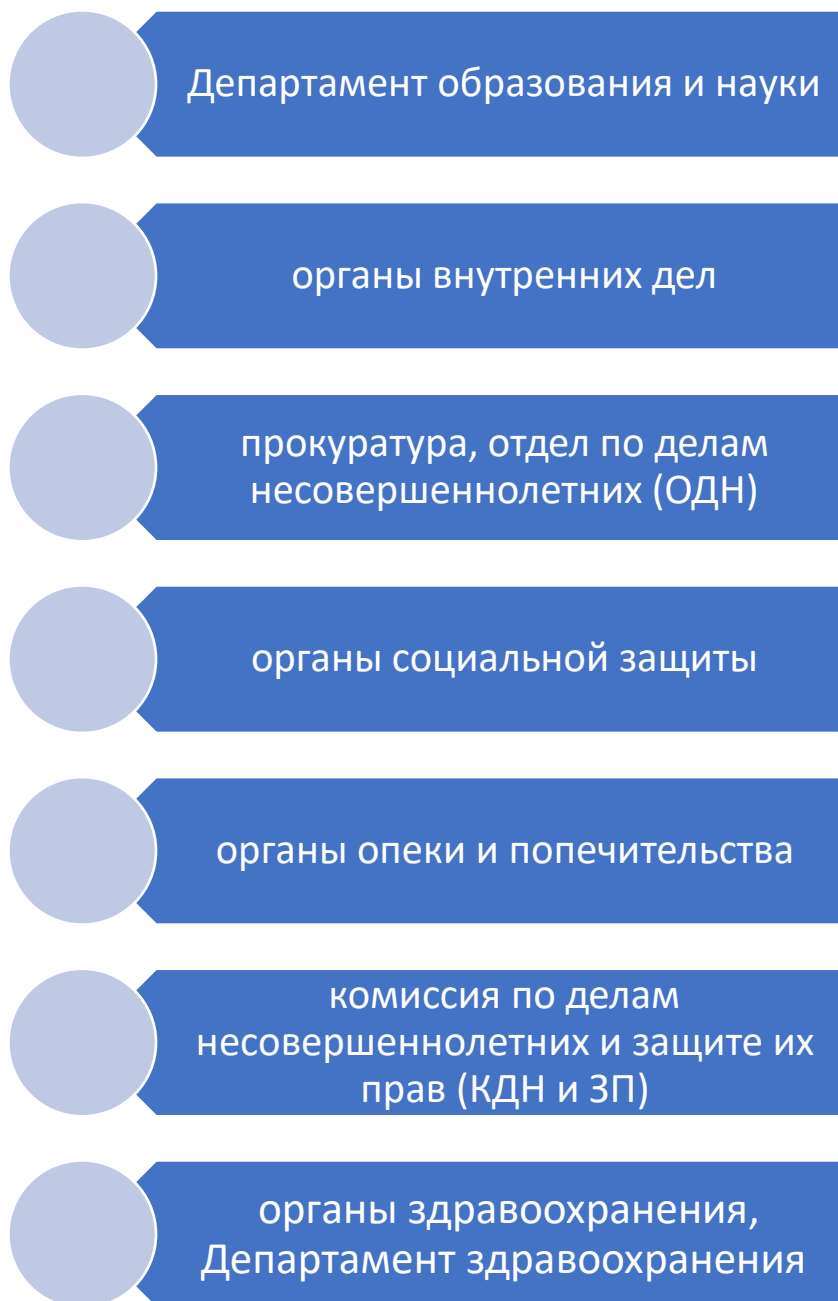 Департамент образования и науки
органы внутренних дел
прокуратура, отдел по делам
несовершеннолетних (ОДН)
органы социальной защиты
органы опеки и попечительства
комиссия по делам
несовершеннолетних и защите их
прав (КДН и ЗП)
органы здравоохранения,
Департамент здравоохранения